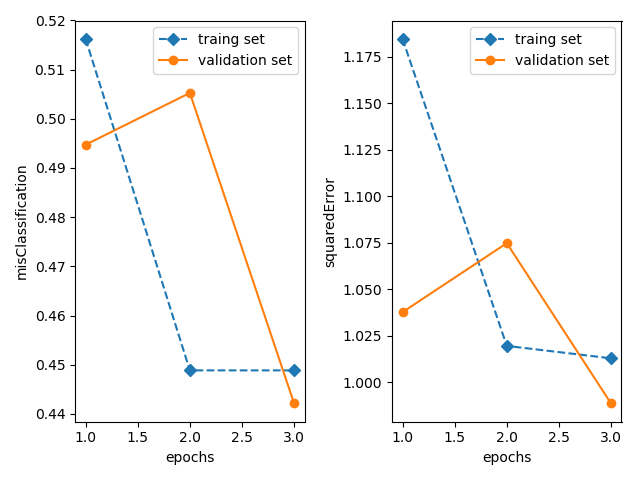 0.52
0.51
0.50
0.49
0.48
0.47
0.46
0.45
0.44
misClassification
1.0 1.5 2.0 2.5 3.0
epochs
traing set
validation set
1.175
1.150
1.125
1.100
1.075
1.050
1.025
1.000
squaredError
1.0 1.5 2.0 2.5 3.0
epochs
traing set
validation set